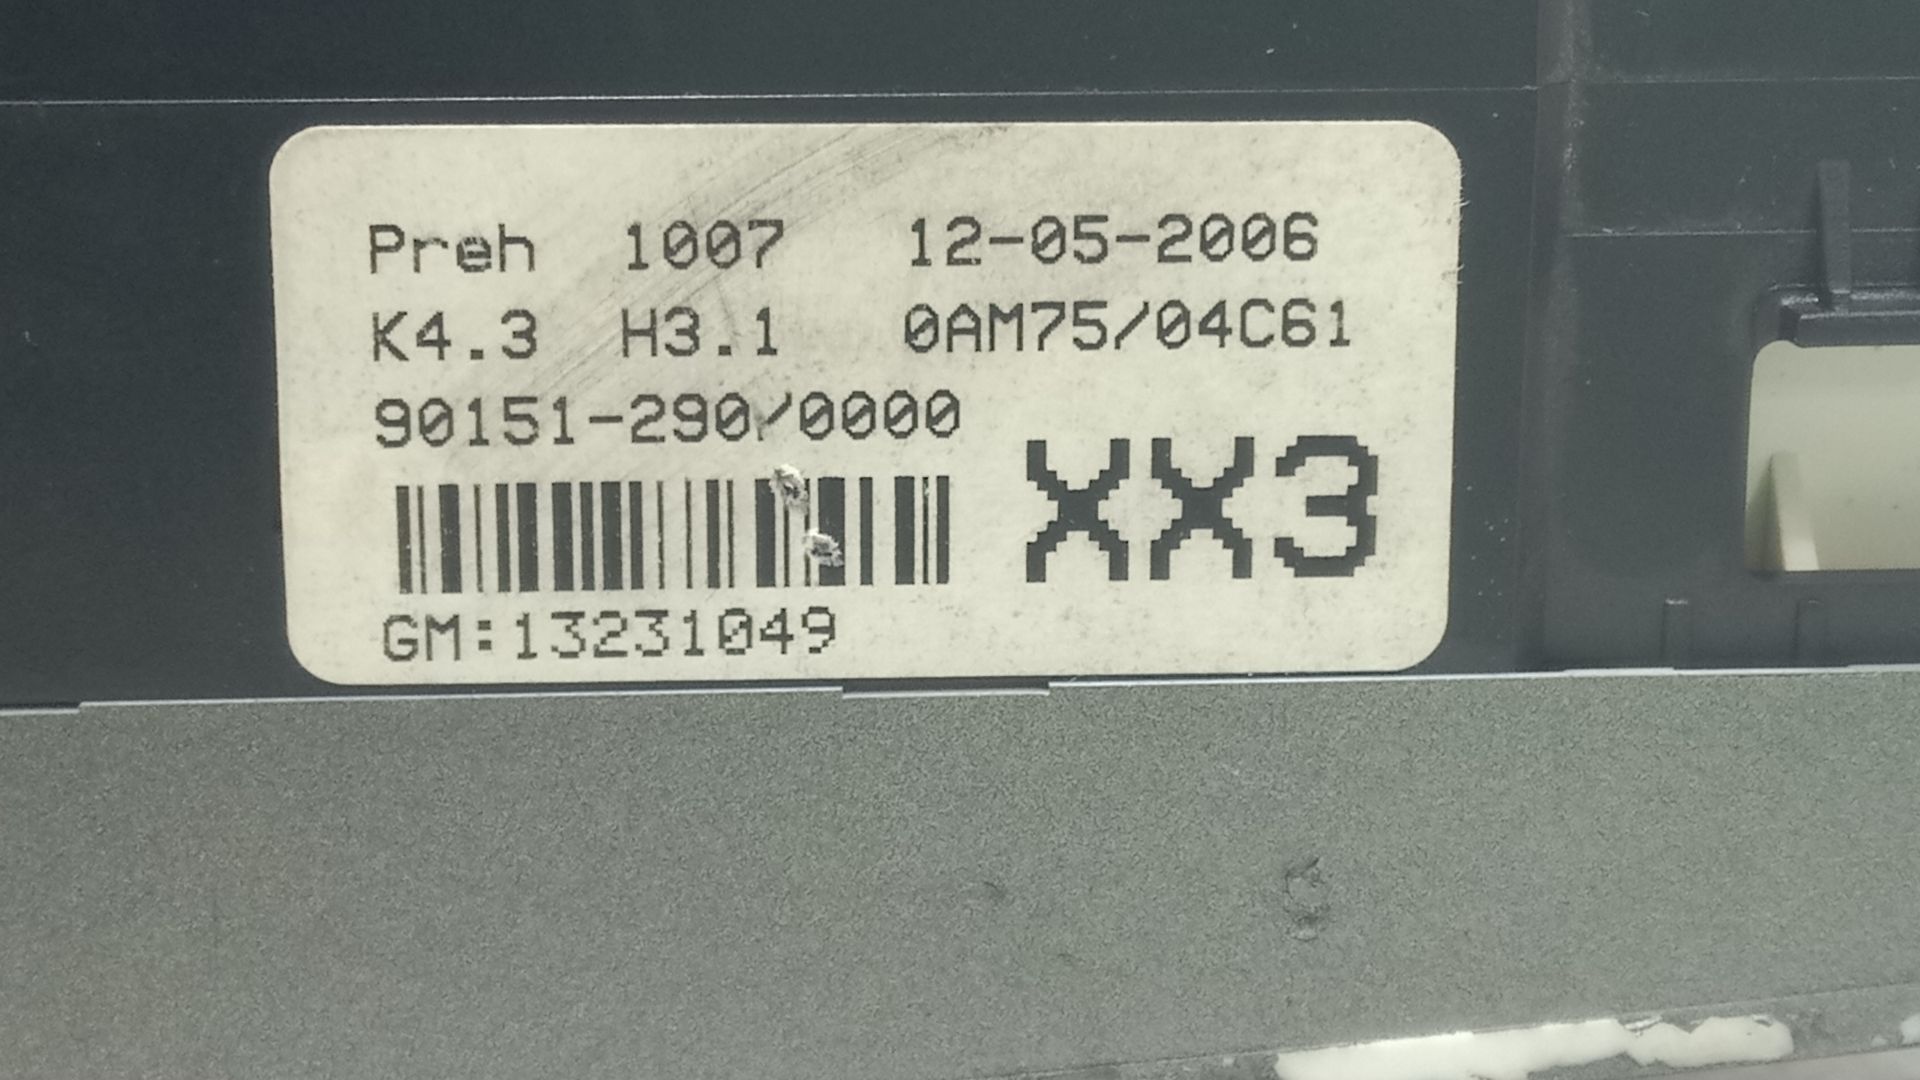 Preh 1007 12-05-2006
K4.3 H3.1 0AM75/04C61
90151-290/0000
XX3
GM:13231049